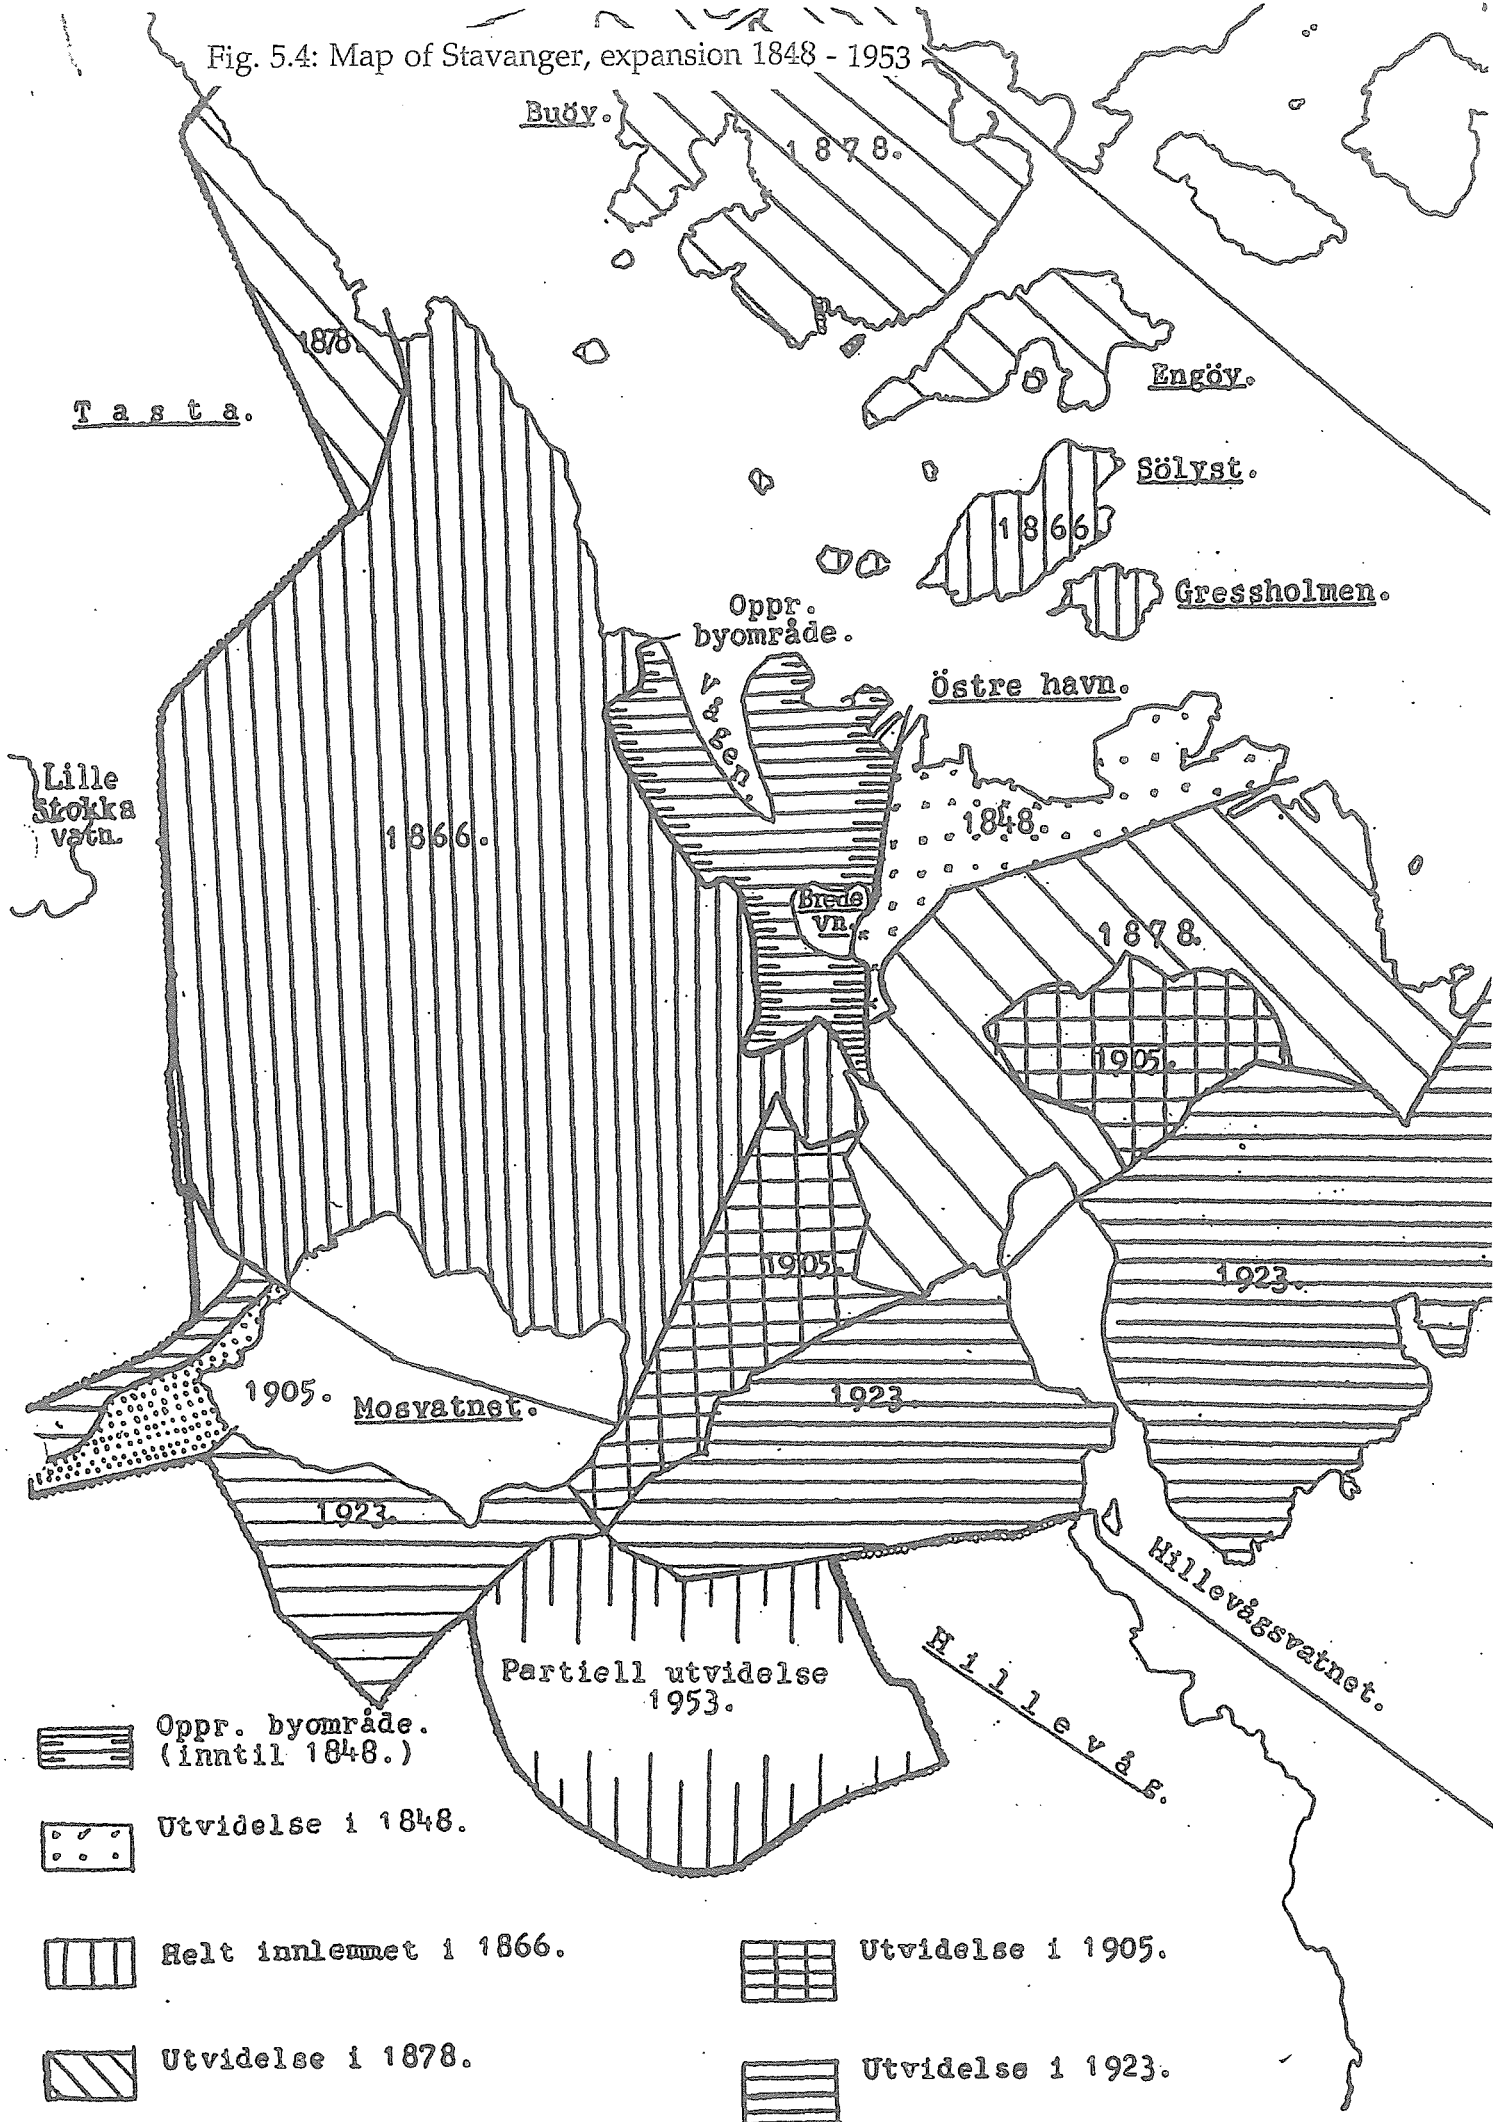 Fig. 5.4: Map of Stavanger, expansion 1848 - 1953
Buöy.
1878.
1878.
Engöy.
Tasta.
Sölyst.
1866
Gressholmen.
Oppr.
byområde.
Östre havn.
Vågen.
Lille
Stokka
vatn.
1866.
1848.
Brede
vn.
1878.
1905.
1905.
1923.
1905.
Mosvatnet.
1923.
1923.
Hillevågsvatnet.
Hillevåg.
Partiell utvidelse
1953.
Oppr. byområde.
(inntil 1848.)
Utvidelse i 1848.
Helt innlemmet i 1866.
Utvidelse i 1905.
Utvidelse i 1878.
Utvidelse i 1923.